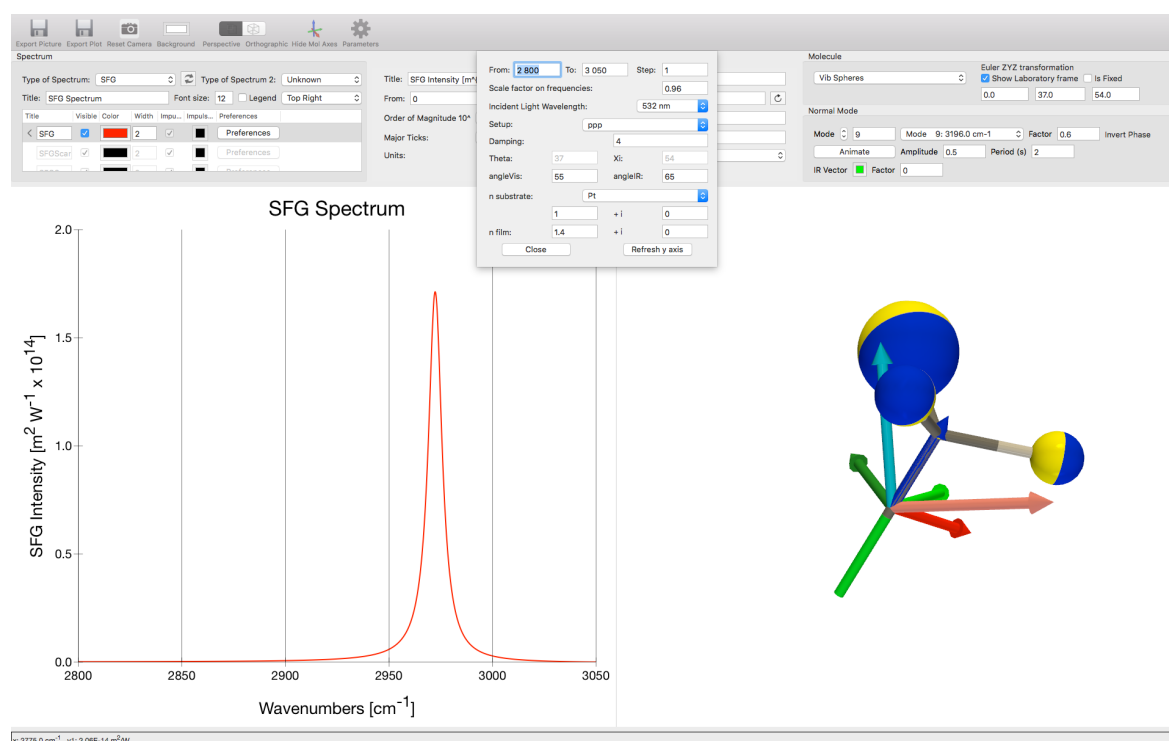 Export Picture Export Plot Reset Camera Background Perspective Orthographic Hide Mol Axes Parameters
Spectrum
Type of Spectrum: SFG Type of Spectrum 2: Unknown
Title: SFG Spectrum Font size: 12 Legend Top Right
Title Visible Color Width Impu... Impuls... Preferences
SFG 2 Preferences
SFGScar 2 Preferences
Title: SFG Intensity [m^
From: 0
Order of Magnitude 10^
Major Ticks:
Units:
From: 2 800 To: 3 050 Step: 1
Scale factor on frequencies: 0.96
Incident Light Wavelength: 532 nm
Setup: ppp
Damping: 4
Theta: 37 Xi: 54
angleVis: 55 angleIR: 65
n substrate: Pt
1 + i 0
n film: 1.4 + i 0
Close Refresh y axis
Molecule
Vib Spheres
Euler ZYZ transformation
Show Laboratory frame Is Fixed
0.0 37.0 54.0
Normal Mode
Mode 9 Mode 9: 3196.0 cm-1 Factor 0.6 Invert Phase
Animate Amplitude 0.5 Period (s) 2
IR Vector Factor 0
SFG Spectrum
SFG Intensity [m² W⁻¹ x 10¹⁴]
2.0
1.5
1.0
0.5
0.0
2800 2850 2900 2950 3000 3050
Wavenumbers [cm⁻¹]